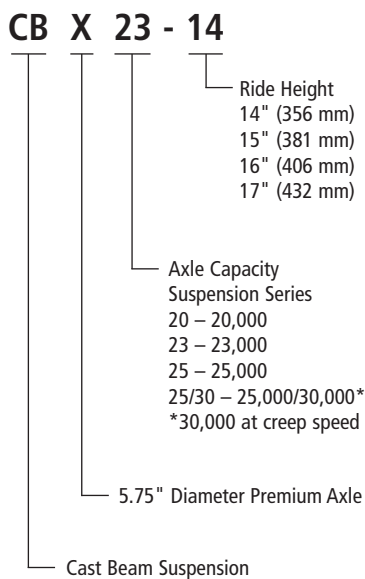 CB X 23 - 14
Ride Height
14" (356 mm)
15" (381 mm)
16" (406 mm)
17" (432 mm)
Axle Capacity
Suspension Series
20 – 20,000
23 – 23,000
25 – 25,000
25/30 – 25,000/30,000*
*30,000 at creep speed
5.75" Diameter Premium Axle
Cast Beam Suspension